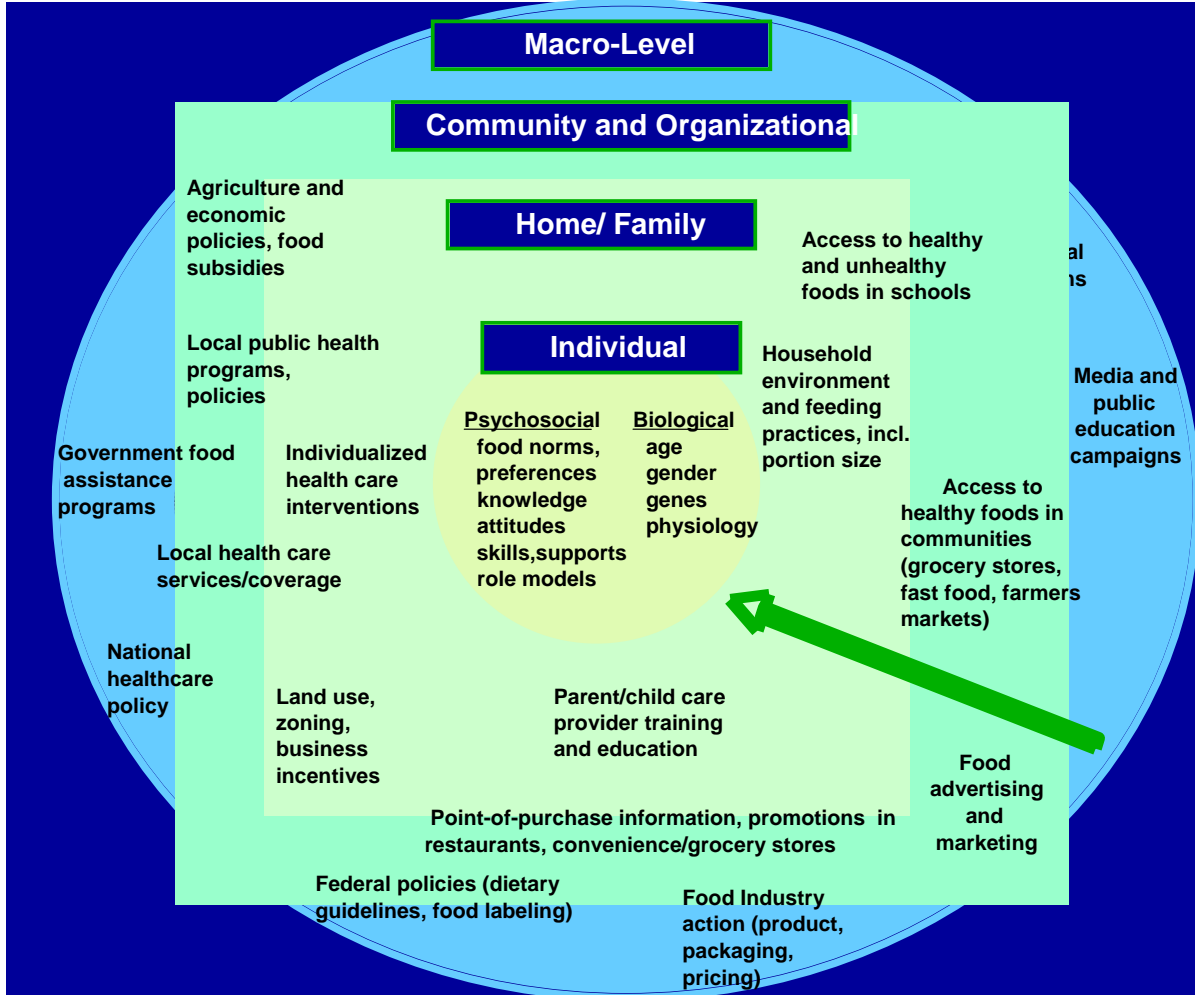 Macro-Level
Community and Organizational
Agriculture and
economic
policies, food
subsidies
Home/ Family
Access to healthy
and unhealthy
foods in schools
Local public health
programs,
policies
Individual
Household
environment
and feeding
practices, incl.
portion size
Media and
public
education
campaigns
Government food
assistance
programs
Individualized
health care
interventions
Psychosocial
food norms,
preferences
knowledge
attitudes
skills,supports
role models
Biological
age
gender
genes
physiology
Access to
healthy foods in
communities
(grocery stores,
fast food, farmers
markets)
Local health care
services/coverage
National
healthcare
policy
Land use,
zoning,
business
incentives
Parent/child care
provider training
and education
Food
advertising
and
marketing
Point-of-purchase information, promotions in
restaurants, convenience/grocery stores
Federal policies (dietary
guidelines, food labeling)
Food Industry
action (product,
packaging,
pricing)